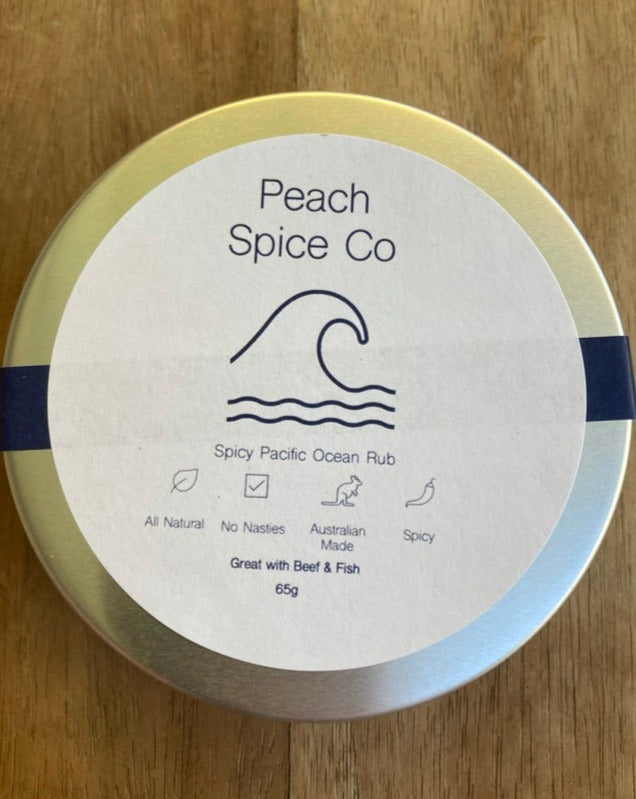 Peach
Spice Co
Spicy Pacific Ocean Rub
All Natural
No Nasties
Australian
Made
Spicy
Great with Beef & Fish
65g